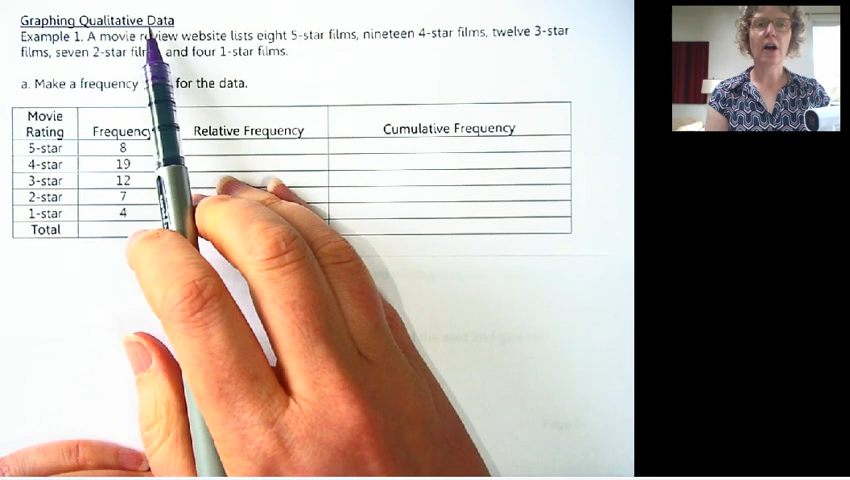 Graphing Qualitative Data
Example 1. A movie review website lists eight 5-star films, nineteen 4-star films, twelve 3-star
films, seven 2-star and four 1-star films.
a. Make a frequency for the data.
Movie Rating Frequency Relative Frequency Cumulative Frequency
5-star 8
4-star 19
3-star 12
2-star 7
1-star 4
Total